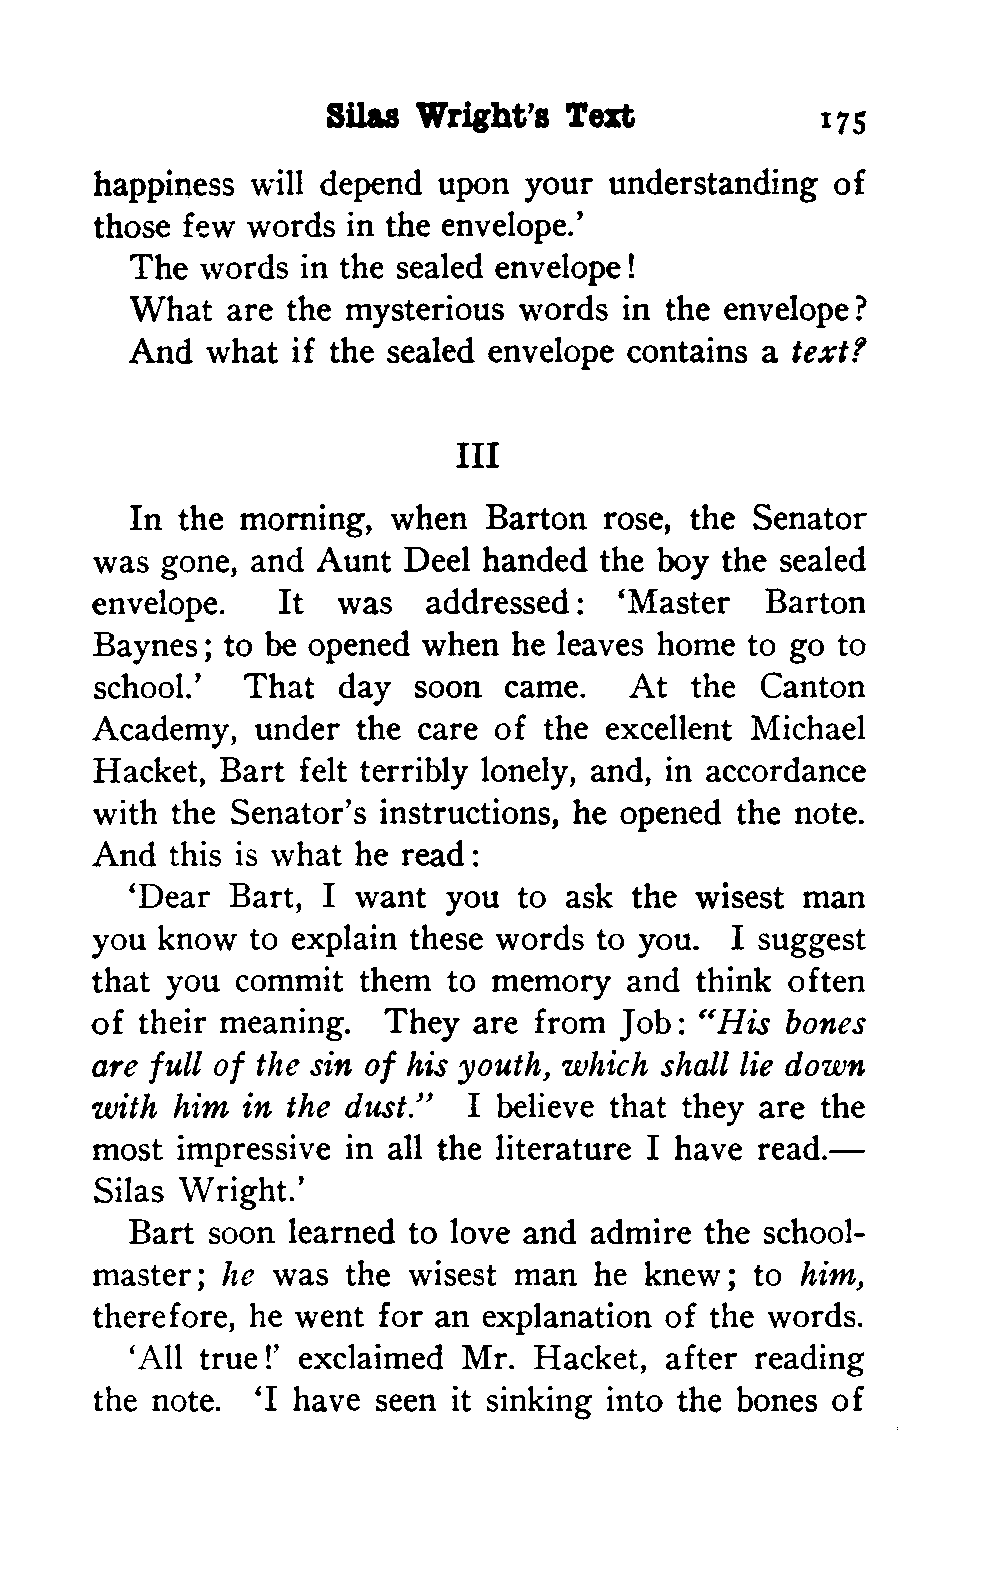 Silas Wright's Text 175
happiness will depend upon your understanding of
those few words in the envelope.'
The words in the sealed envelope!
What are the mysterious words in the envelope?
And what if the sealed envelope contains a text?
III
In the morning, when Barton rose, the Senator
was gone, and Aunt Deel handed the boy the sealed
envelope. It was addressed: 'Master Barton
Baynes; to be opened when he leaves home to go to
school.' That day soon came. At the Canton
Academy, under the care of the excellent Michael
Hacket, Bart felt terribly lonely, and, in accordance
with the Senator's instructions, he opened the note.
And this is what he read:
'Dear Bart, I want you to ask the wisest man
you know to explain these words to you. I suggest
that you commit them to memory and think often
of their meaning. They are from Job: "His bones
are full of the sin of his youth, which shall lie down
with him in the dust." I believe that they are the
most impressive in all the literature I have read.—
Silas Wright.'
Bart soon learned to love and admire the school-
master; he was the wisest man he knew; to him,
therefore, he went for an explanation of the words.
'All true!' exclaimed Mr. Hacket, after reading
the note. 'I have seen it sinking into the bones of